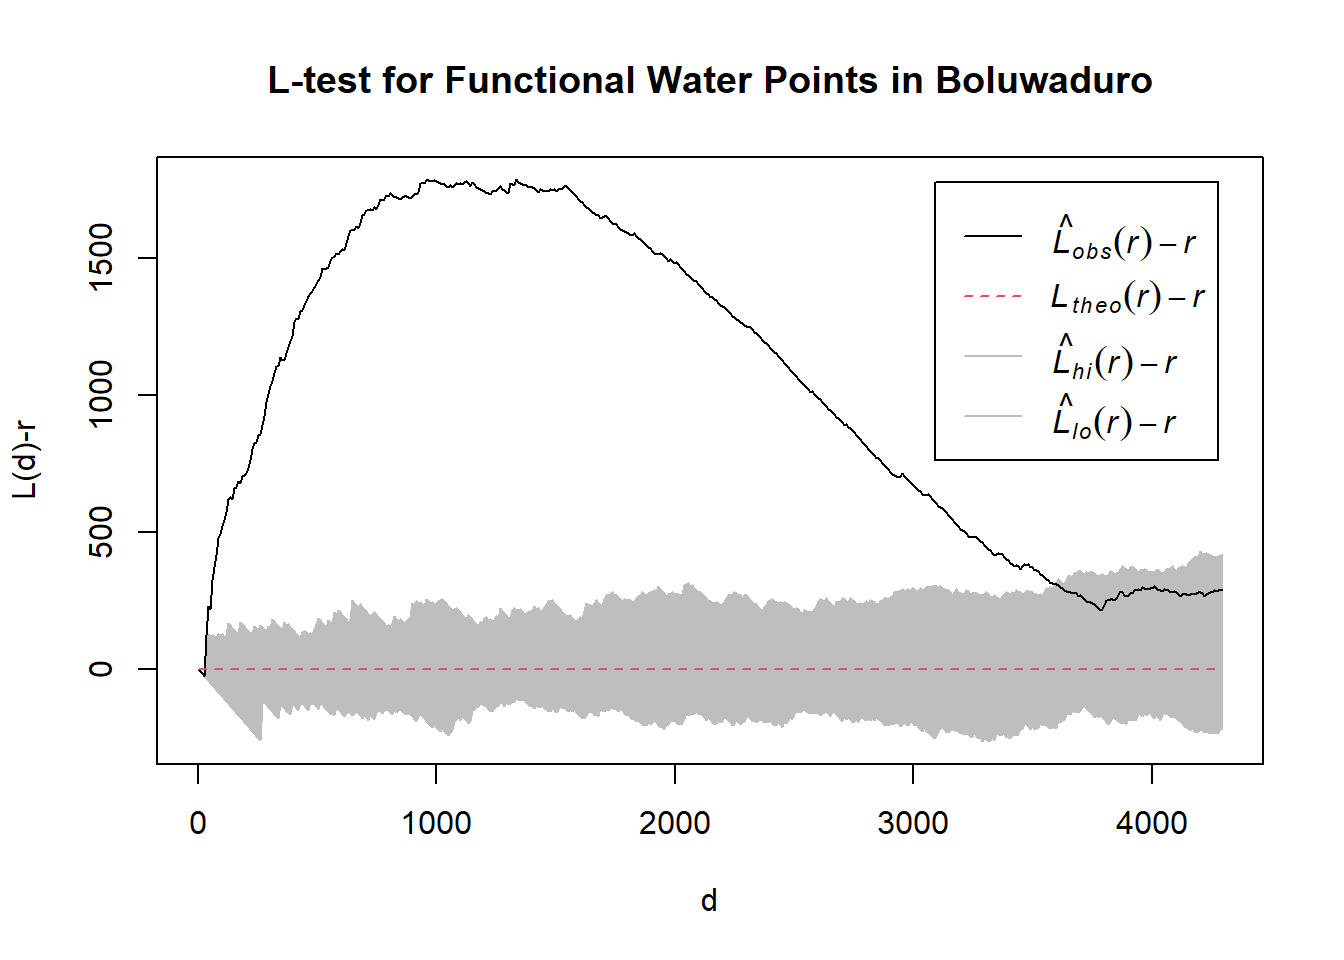 L-test for Functional Water Points in Boluwaduro
L̂obs(r) − r
Ltheo(r) − r
L̂hi(r) − r
L̂lo(r) − r
L(d)-r
1500
1000
500
0
0 1000 2000 3000 4000
d